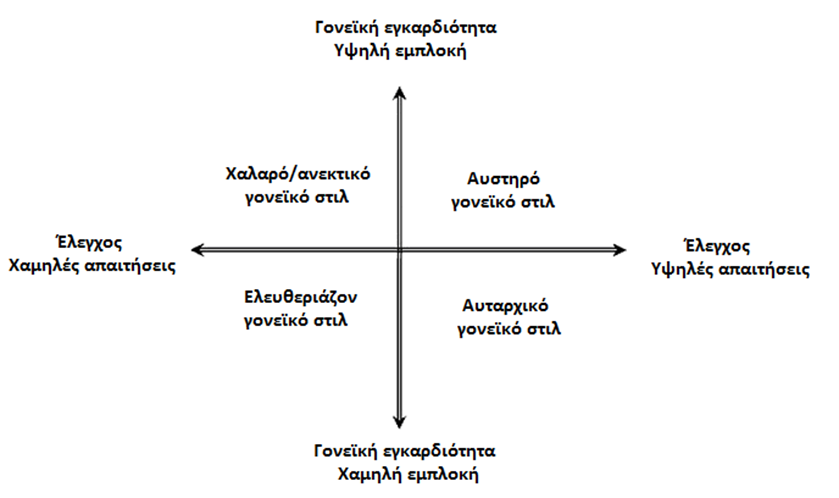 Γονεϊκή εγκαρδιότητα
Υψηλή εμπλοκή
Χαλαρό/ανεκτικό
γονεϊκό στιλ
Αυστηρό
γονεϊκό στιλ
Έλεγχος
Χαμηλές απαιτήσεις
Έλεγχος
Υψηλές απαιτήσεις
Ελευθεριάζον
γονεϊκό στιλ
Αυταρχικό
γονεϊκό στιλ
Γονεϊκή εγκαρδιότητα
Χαμηλή εμπλοκή